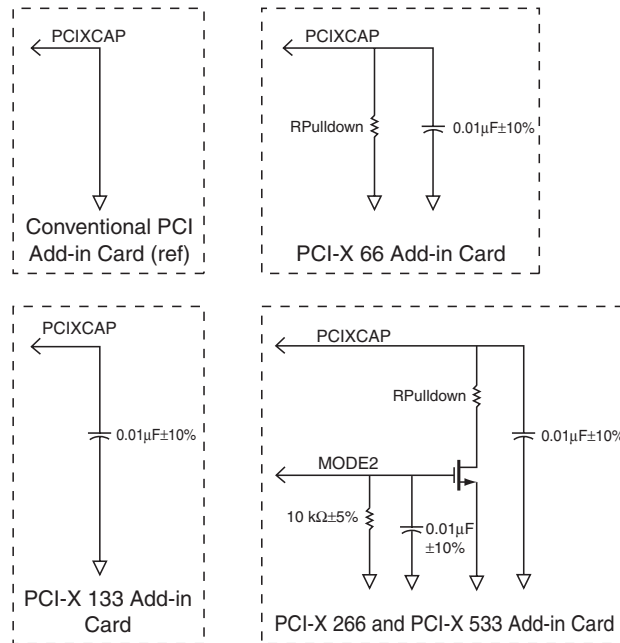 PCIXCAP
Conventional PCI
Add-in Card (ref)
PCIXCAP
RPulldown
0.01µF±10%
PCI-X 66 Add-in Card
PCIXCAP
0.01µF±10%
PCI-X 133 Add-in
Card
PCIXCAP
RPulldown
0.01µF±10%
MODE2
10 kΩ±5%
0.01µF
±10%
PCI-X 266 and PCI-X 533 Add-in Card